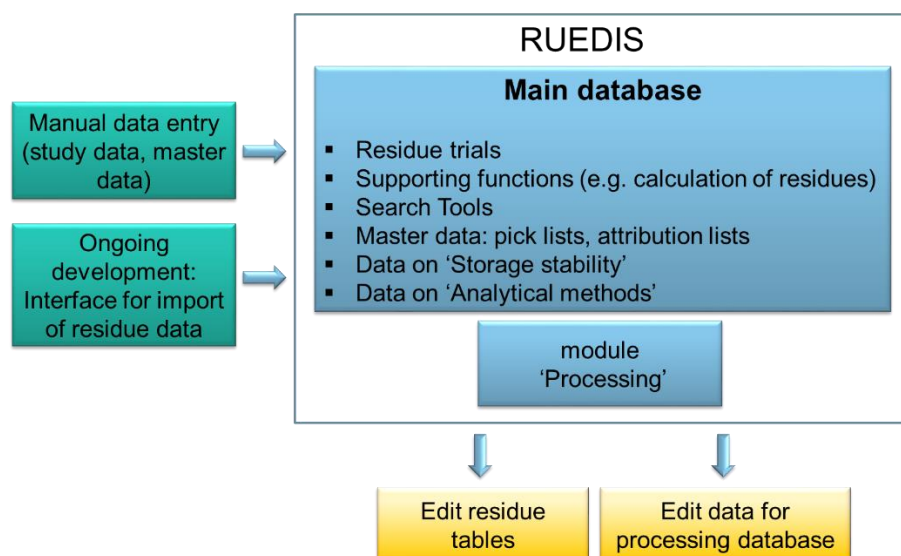 RUEDIS
Main database
▪ Residue trials
▪ Supporting functions (e.g. calculation of residues)
▪ Search Tools
▪ Master data: pick lists, attribution lists
▪ Data on ‘Storage stability’
▪ Data on ‘Analytical methods’
module
‘Processing’
Manual data entry
(study data, master
data)
Ongoing
development:
Interface for import
of residue data
Edit residue
tables
Edit data for
processing database